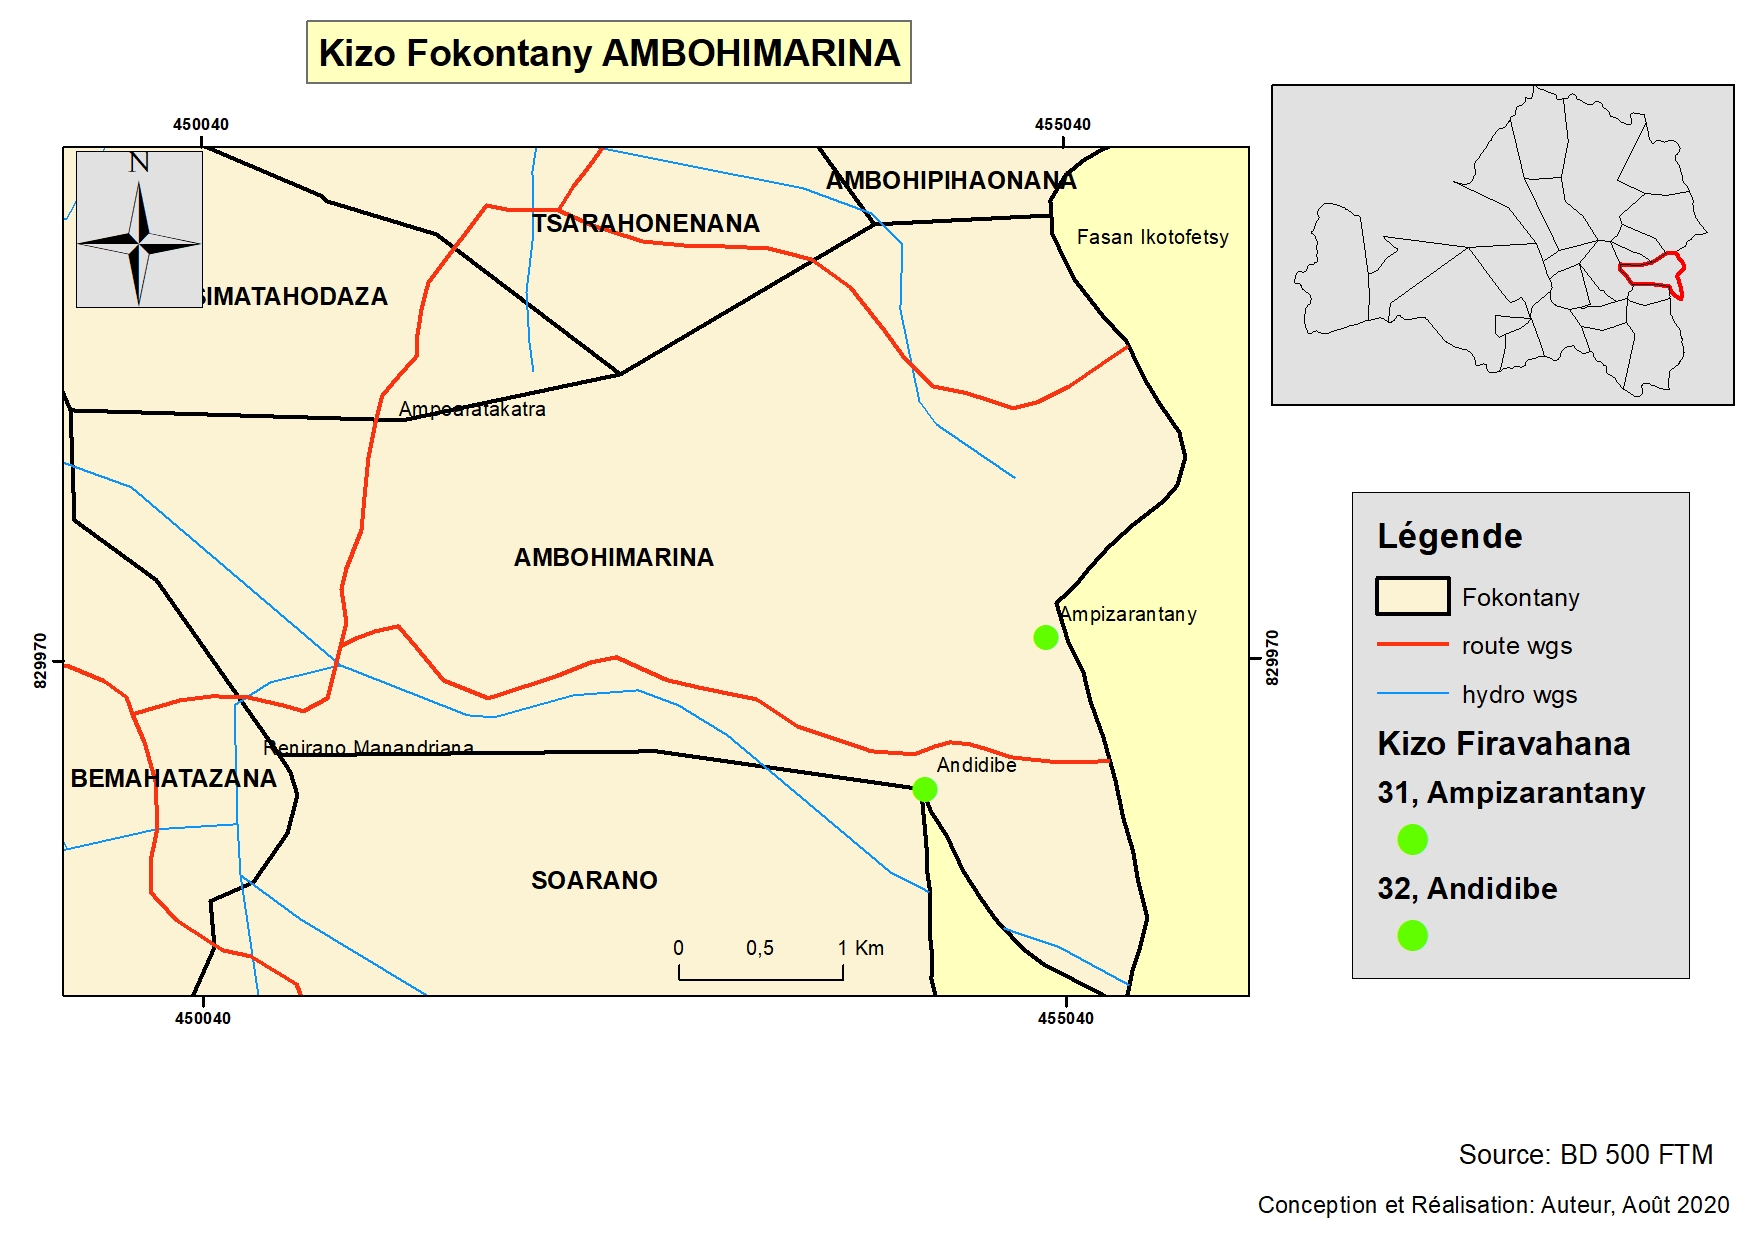 Kizo Fokontany AMBOHIMARINA
450040
455040
N
AMBOHIPIHAONANA
TSARAHONENANA
Fasan Ikotofetsy
SIMATAHODAZA
Ampoaratakatra
AMBOHIMARINA
Ampizarantany
829970
829970
Renirano Manandriana
Andidibe
BEMAHATAZANA
SOARANO
0 0,5 1 Km
450040
455040
Légende
Fokontany
route wgs
hydro wgs
Kizo Firavahana
31, Ampizarantany
32, Andidibe
Source: BD 500 FTM
Conception et Réalisation: Auteur, Août 2020